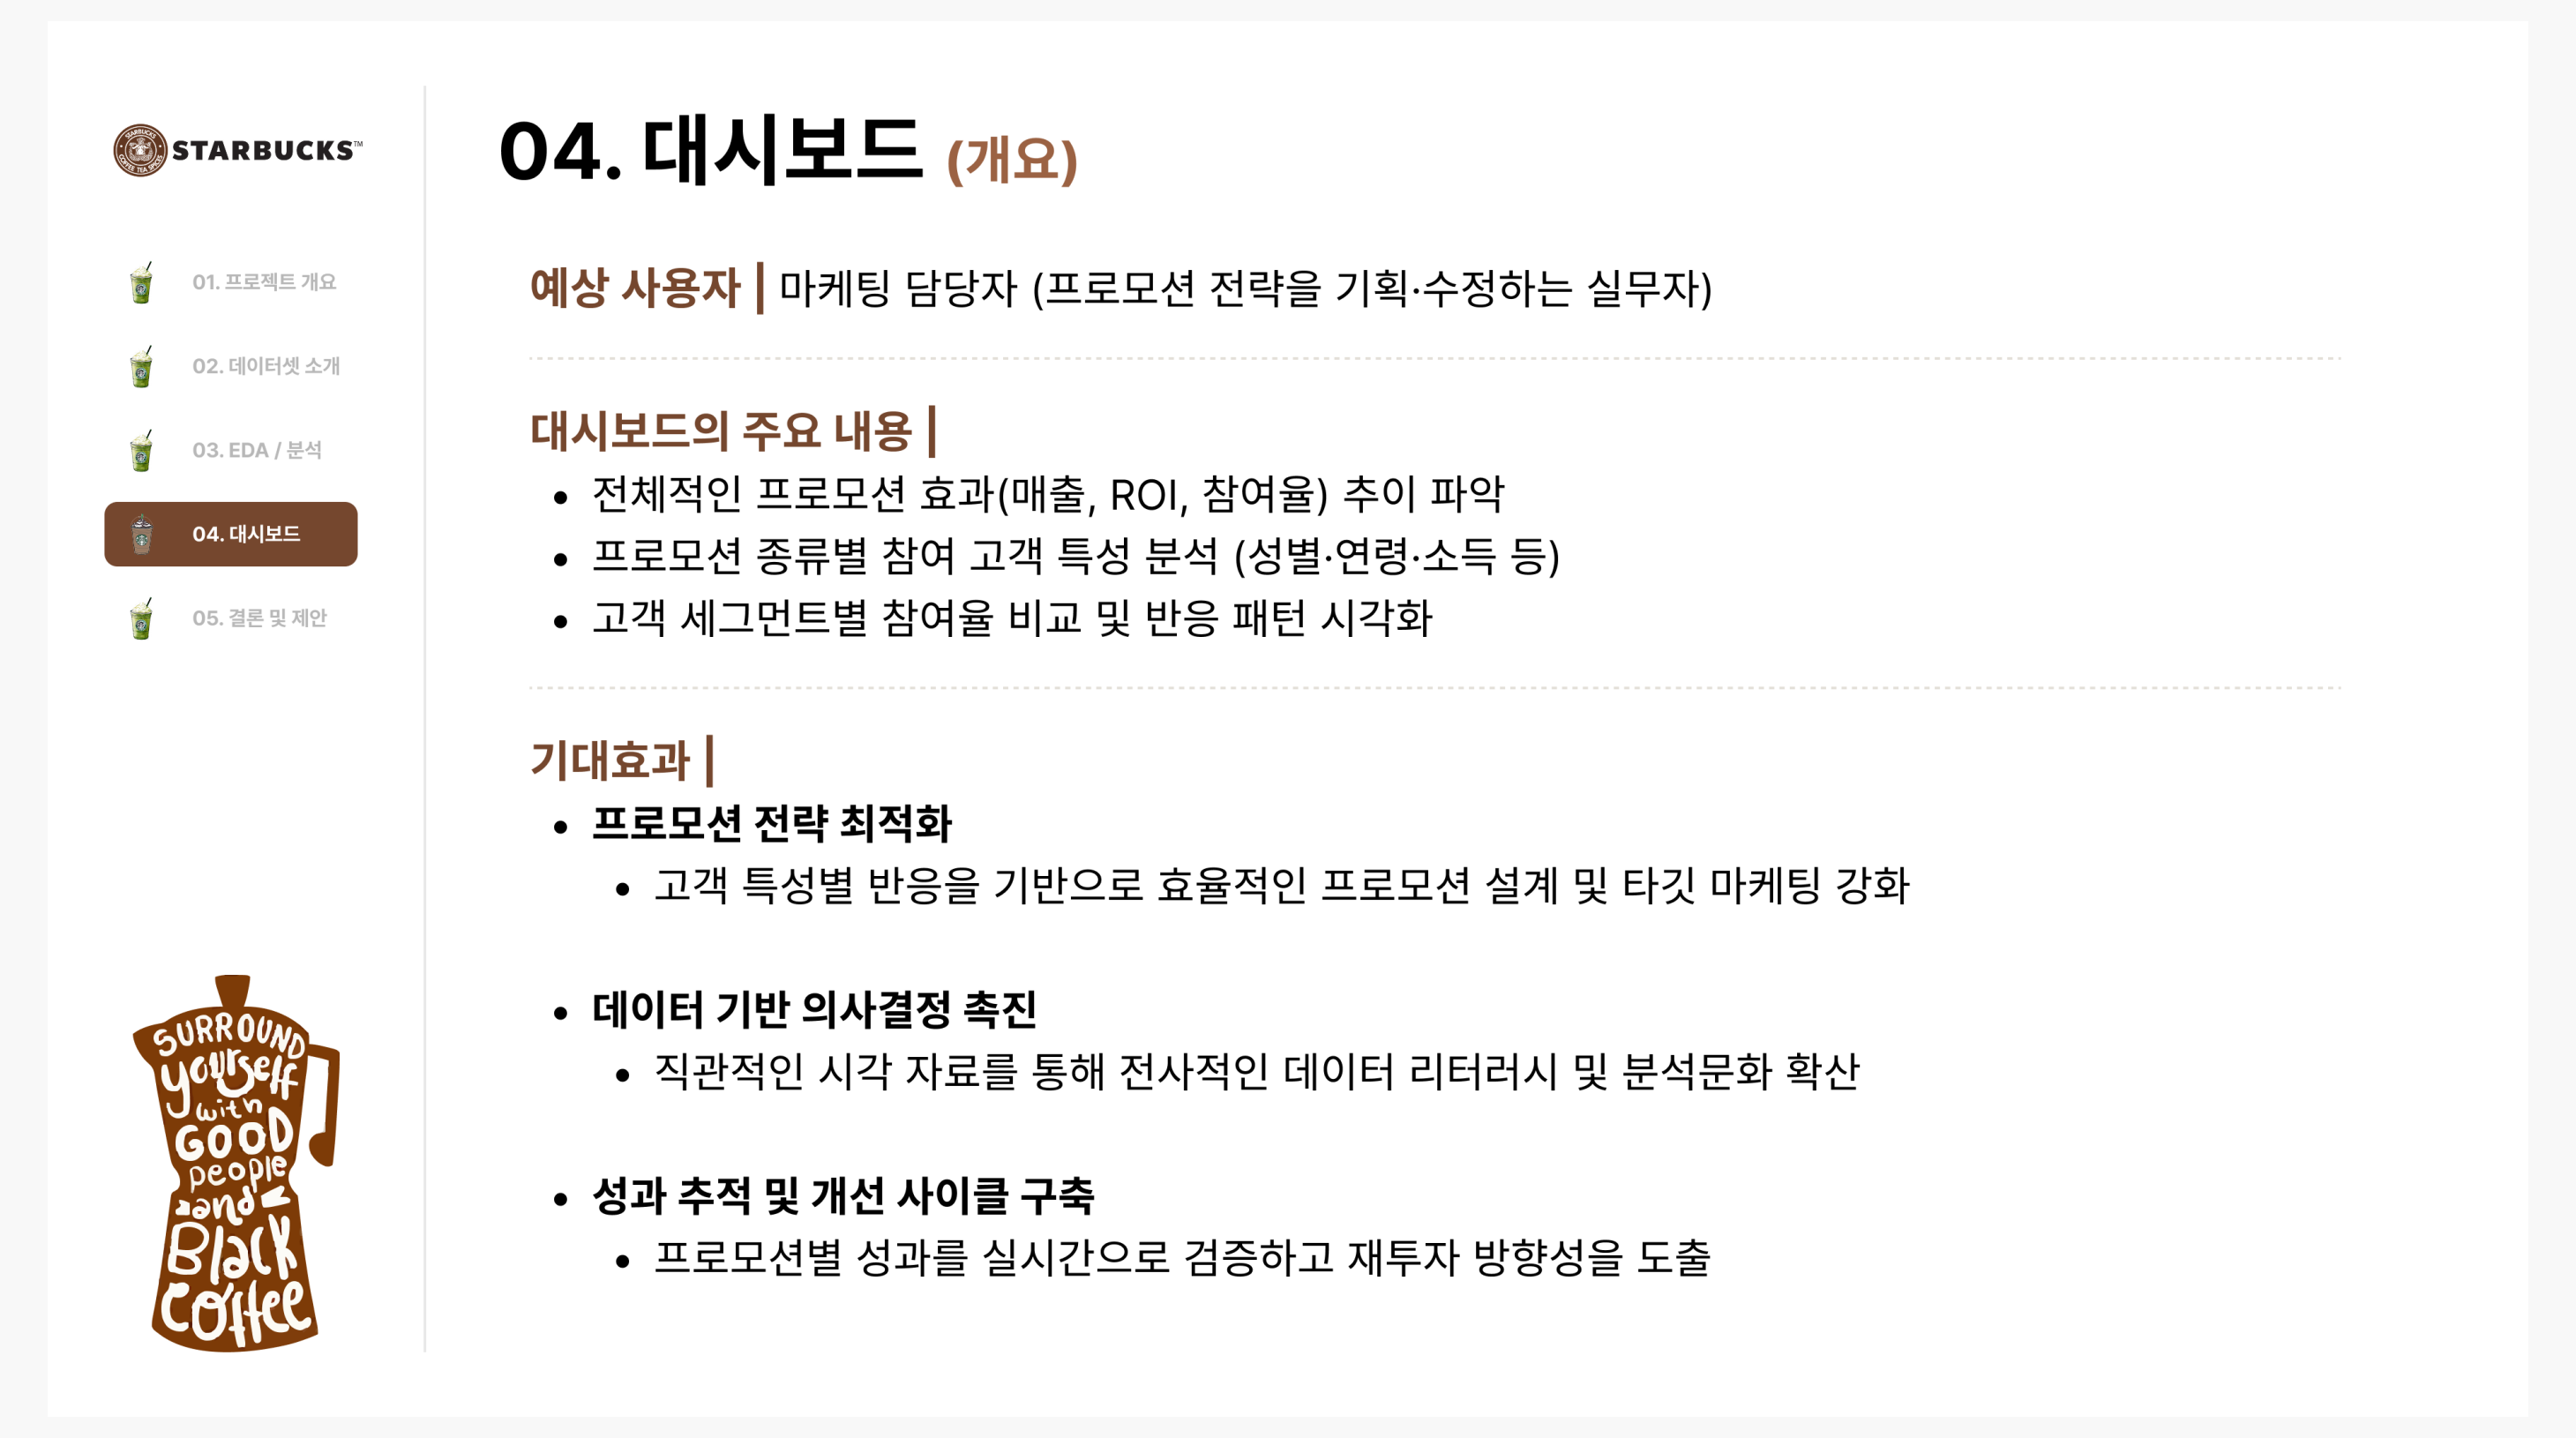 STARBUCKS™
01. 프로젝트 개요
02. 데이터셋 소개
03. EDA / 분석
04. 대시보드
05. 결론 및 제안
SURROUND
yourself
with
GOOD
people
and
Black
Coffee
04. 대시보드 (개요)
예상 사용자 | 마케팅 담당자 (프로모션 전략을 기획·수정하는 실무자)
대시보드의 주요 내용 |
• 전체적인 프로모션 효과(매출, ROI, 참여율) 추이 파악
• 프로모션 종류별 참여 고객 특성 분석 (성별·연령·소득 등)
• 고객 세그먼트별 참여율 비교 및 반응 패턴 시각화
기대효과 |
• 프로모션 전략 최적화
• 고객 특성별 반응을 기반으로 효율적인 프로모션 설계 및 타깃 마케팅 강화
• 데이터 기반 의사결정 촉진
• 직관적인 시각 자료를 통해 전사적인 데이터 리터러시 및 분석문화 확산
• 성과 추적 및 개선 사이클 구축
• 프로모션별 성과를 실시간으로 검증하고 재투자 방향성을 도출